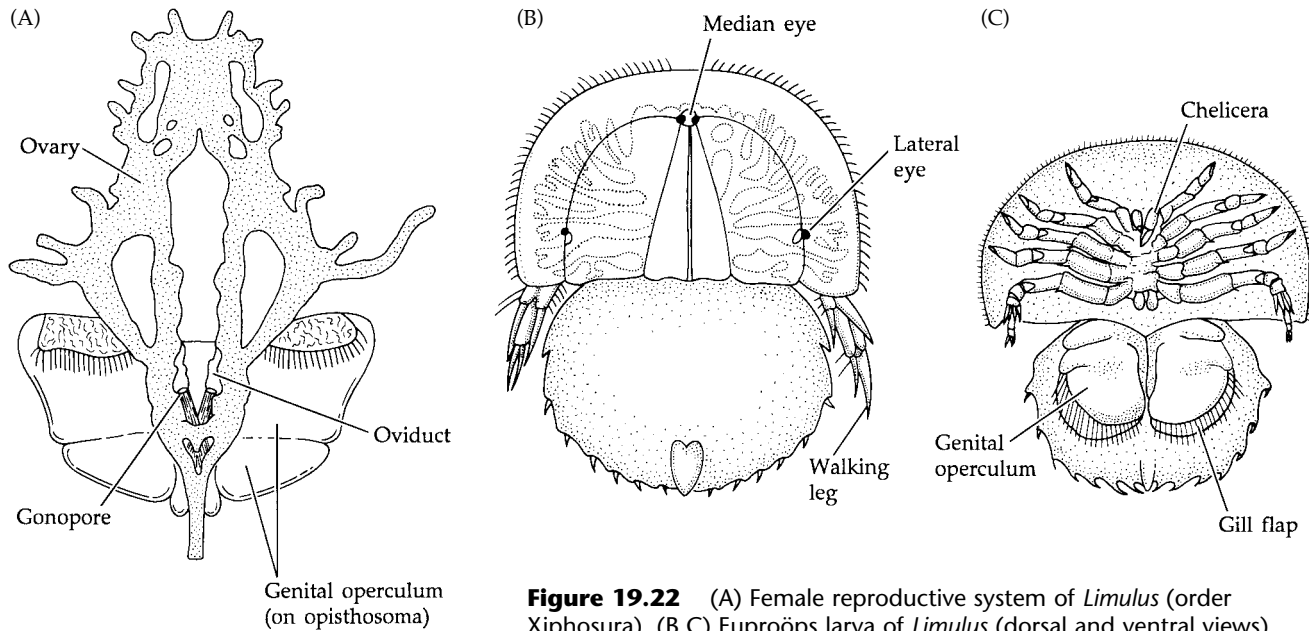 (A)
Ovary
Gonopore
Oviduct
Genital operculum
(on opisthosoma)
(B)
Median eye
Lateral
eye
Walking
leg
(C)
Chelicera
Genital
operculum
Gill flap
Figure 19.22 (A) Female reproductive system of Limulus (order
Xiphosura). (B,C) Euproöps larva of Limulus (dorsal and ventral views).